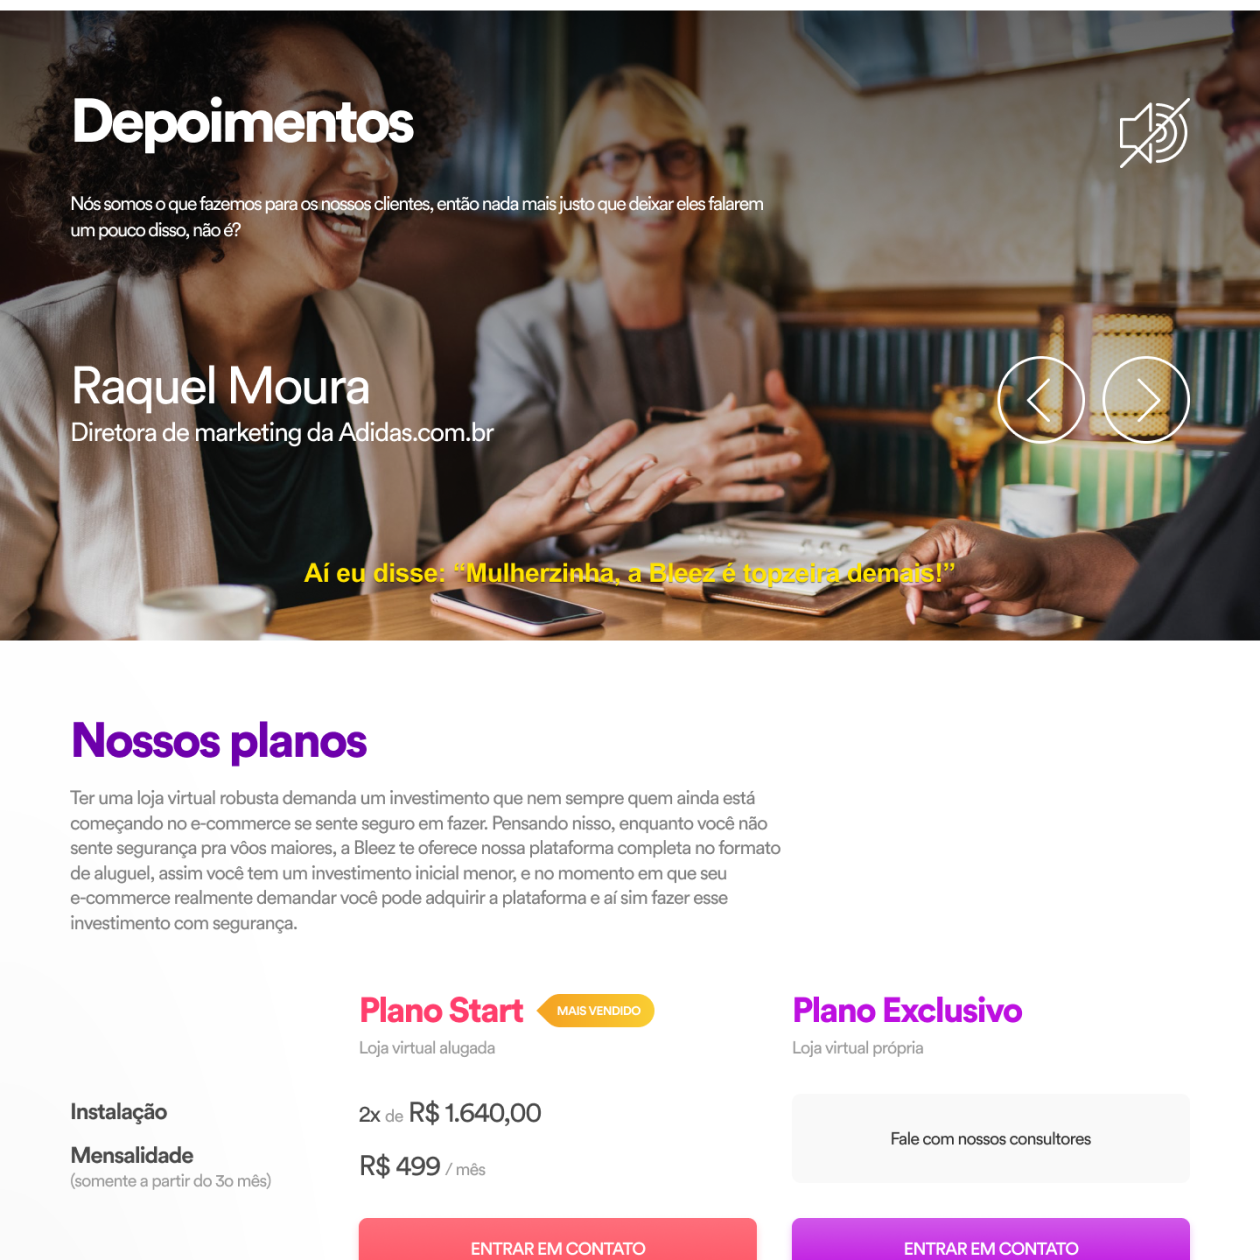 Depoimentos
Nós somos o que fazemos para os nossos clientes, então nada mais justo que deixar eles falarem
um pouco disso, não é?
Raquel Moura
Diretora de marketing da Adidas.com.br
Aí eu disse: “Mulherzinha, a Bleez é topzeira demais!”
Nossos planos
Ter uma loja virtual robusta demanda um investimento que nem sempre quem ainda está
começando no e-commerce se sente seguro em fazer. Pensando nisso, enquanto você não
sente segurança pra vôos maiores, a Bleez te oferece nossa plataforma completa no formato
de aluguel, assim você tem um investimento inicial menor, e no momento em que seu
e-commerce realmente demandar você pode adquirir a plataforma e aí sim fazer esse
investimento com segurança.
Plano Start MAIS VENDIDO
Loja virtual alugada
Plano Exclusivo
Loja virtual própria
Instalação
2x de R$ 1.640,00
Mensalidade
(somente a partir do 3o mês)
R$ 499 / mês
Fale com nossos consultores
ENTRAR EM CONTATO
ENTRAR EM CONTATO